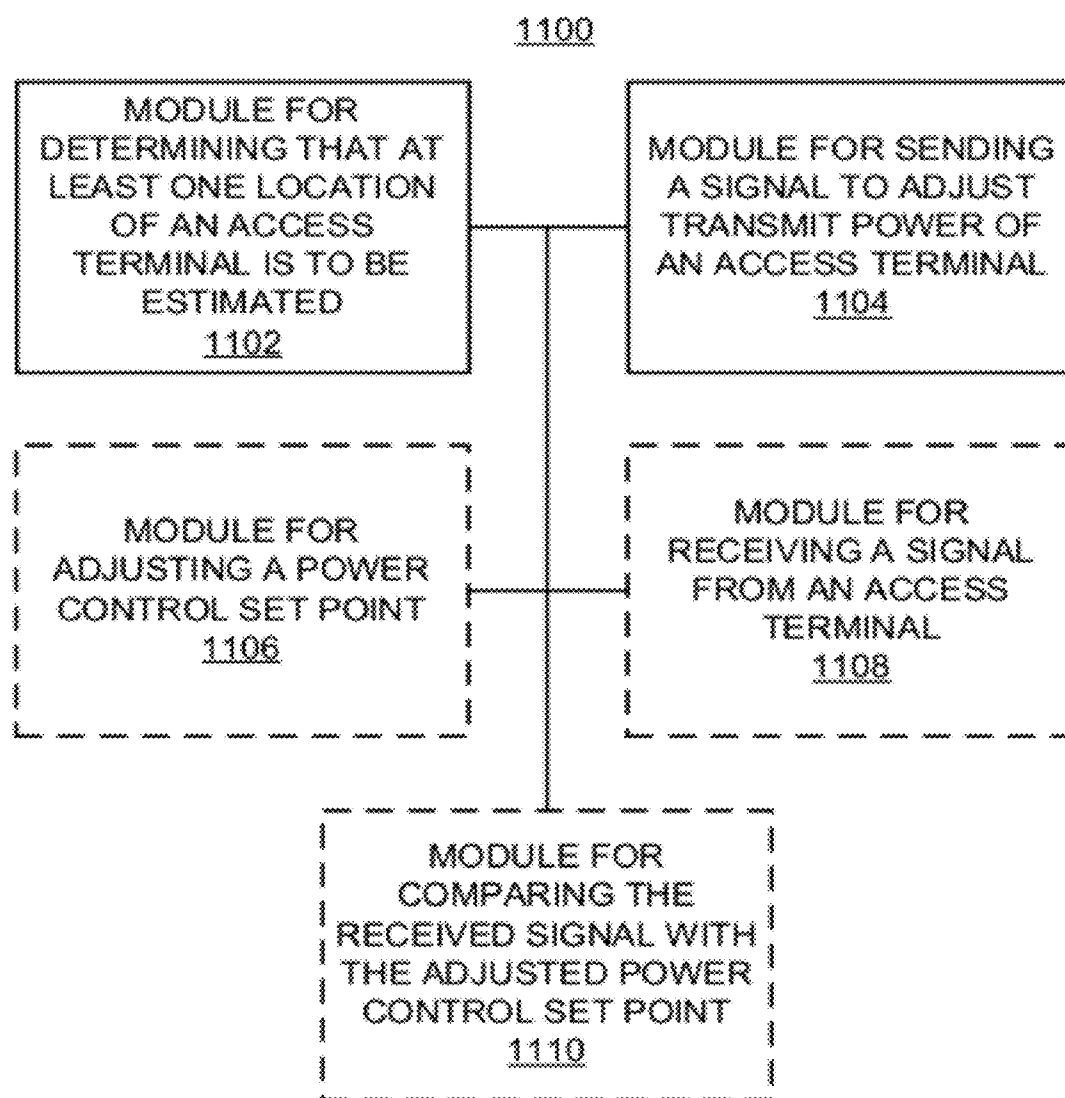 1100
MODULE FOR
DETERMINING THAT AT
LEAST ONE LOCATION
OF AN ACCESS
TERMINAL IS TO BE
ESTIMATED
1102
MODULE FOR SENDING
A SIGNAL TO ADJUST
TRANSMIT POWER OF
AN ACCESS TERMINAL
1104
MODULE FOR
ADJUSTING A POWER
CONTROL SET POINT
1106
MODULE FOR
RECEIVING A SIGNAL
FROM AN ACCESS
TERMINAL
1108
MODULE FOR
COMPARING THE
RECEIVED SIGNAL WITH
THE ADJUSTED POWER
CONTROL SET POINT
1110